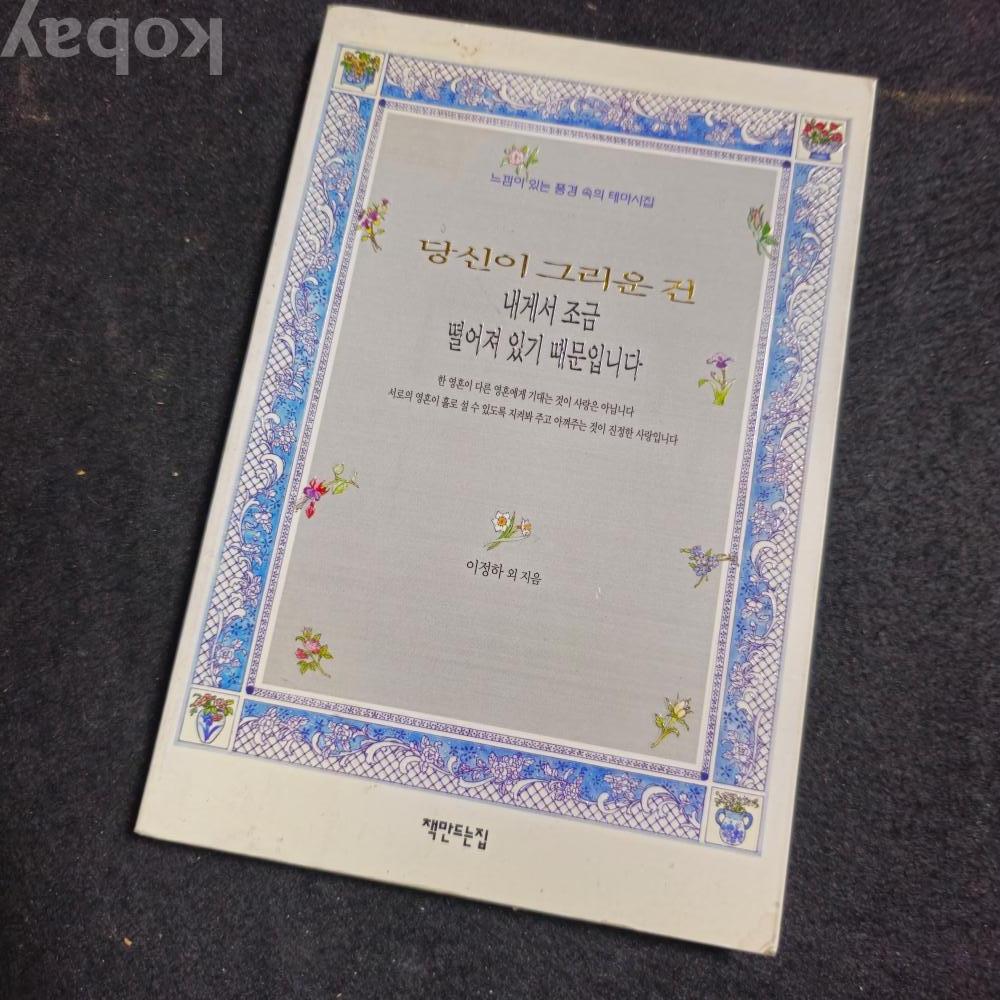 kobay
느낌이 있는 풍경 속의 테마시집
당신이 그리운 건
내게서 조금
떨어져 있기 때문입니다
한 영혼이 다른 영혼에게 기대는 것이 사랑은 아닙니다
서로의 영혼이 홀로 설 수 있도록 지켜봐 주고 아껴주는 것이 진정한 사랑입니다
이정하 외 지음
책만드는집